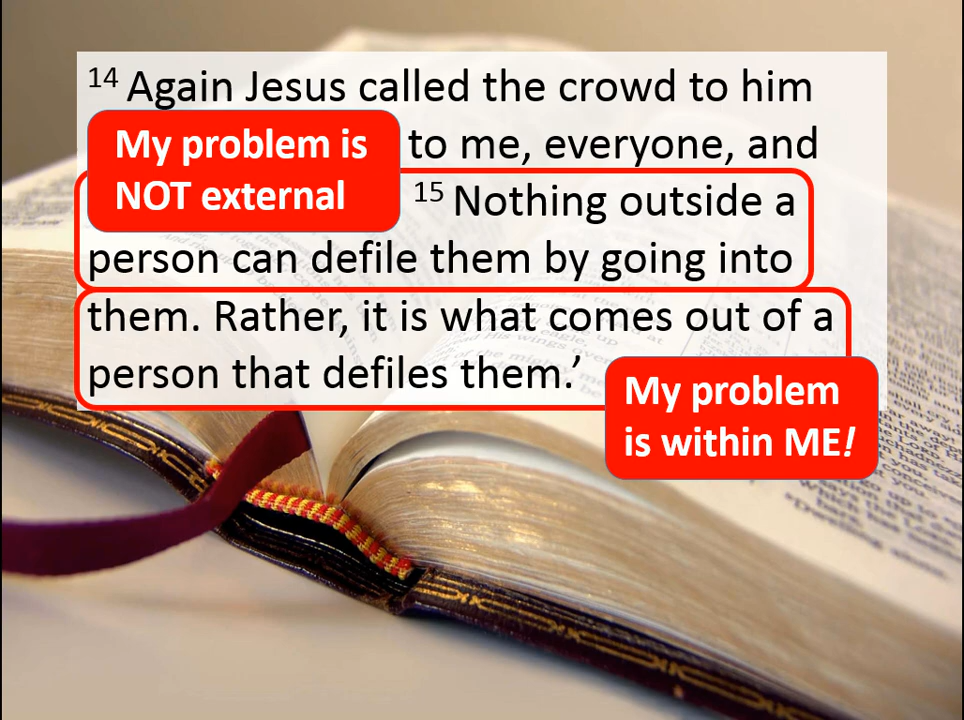 14 Again Jesus called the crowd to him
My problem is
NOT external
to me, everyone, and
15 Nothing outside a
person can defile them by going into
them. Rather, it is what comes out of a
person that defiles them.’
My problem
is within ME!